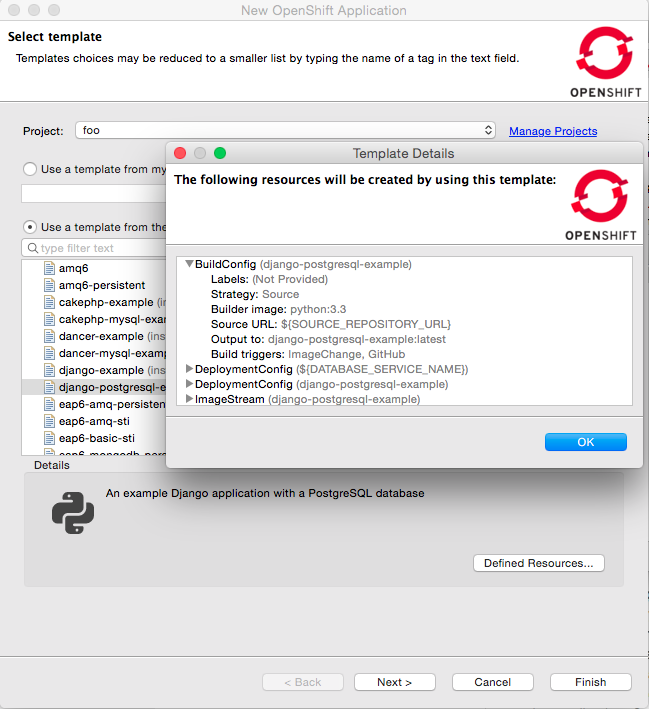 New OpenShift Application
Select template
Templates choices may be reduced to a smaller list by typing the name of a tag in the text field.
OPENSHIFT
Project: foo Manage Projects
Use a template from my
Use a template from the
type filter text
amq6
amq6-persistent
cakephp-example (in
cakephp-mysql-exam
dancer-example (ins
dancer-mysql-examp
django-example (ins
django-postgresql-e
eap6-amq-persisten
eap6-amq-sti
eap6-basic-sti
eap6-mongodb-pers
Template Details
The following resources will be created by using this template:
OPENSHIFT
BuildConfig (django-postgresql-example)
Labels: (Not Provided)
Strategy: Source
Builder image: python:3.3
Source URL: ${SOURCE_REPOSITORY_URL}
Output to: django-postgresql-example:latest
Build triggers: ImageChange, GitHub
DeploymentConfig (${DATABASE_SERVICE_NAME})
DeploymentConfig (django-postgresql-example)
ImageStream (django-postgresql-example)
OK
Details
An example Django application with a PostgreSQL database
Defined Resources...
< Back Next > Cancel Finish